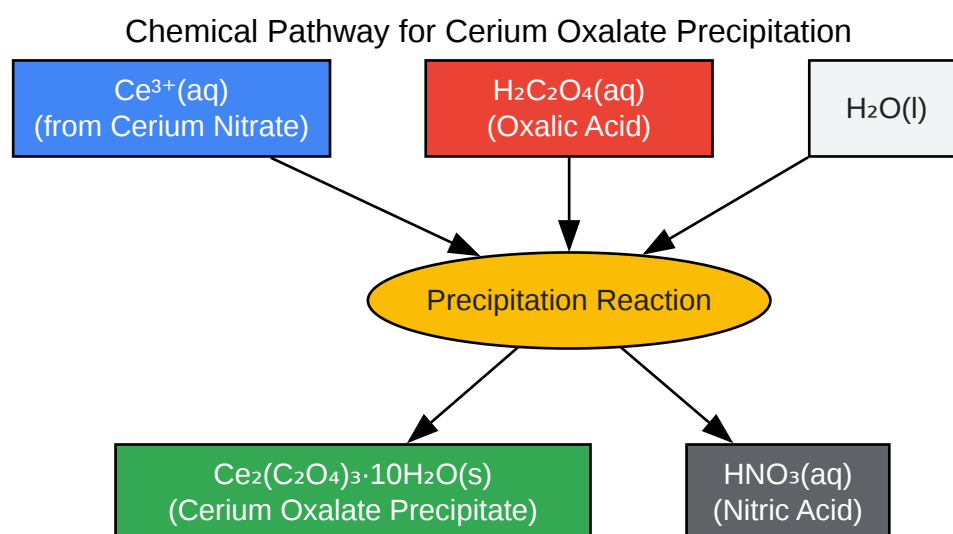 Chemical Pathway for Cerium Oxalate Precipitation
Ce³⁺(aq)
(from Cerium Nitrate)
H₂C₂O₄(aq)
(Oxalic Acid)
H₂O(l)
Precipitation Reaction
Ce₂(C₂O₄)₃·10H₂O(s)
(Cerium Oxalate Precipitate)
HNO₃(aq)
(Nitric Acid)